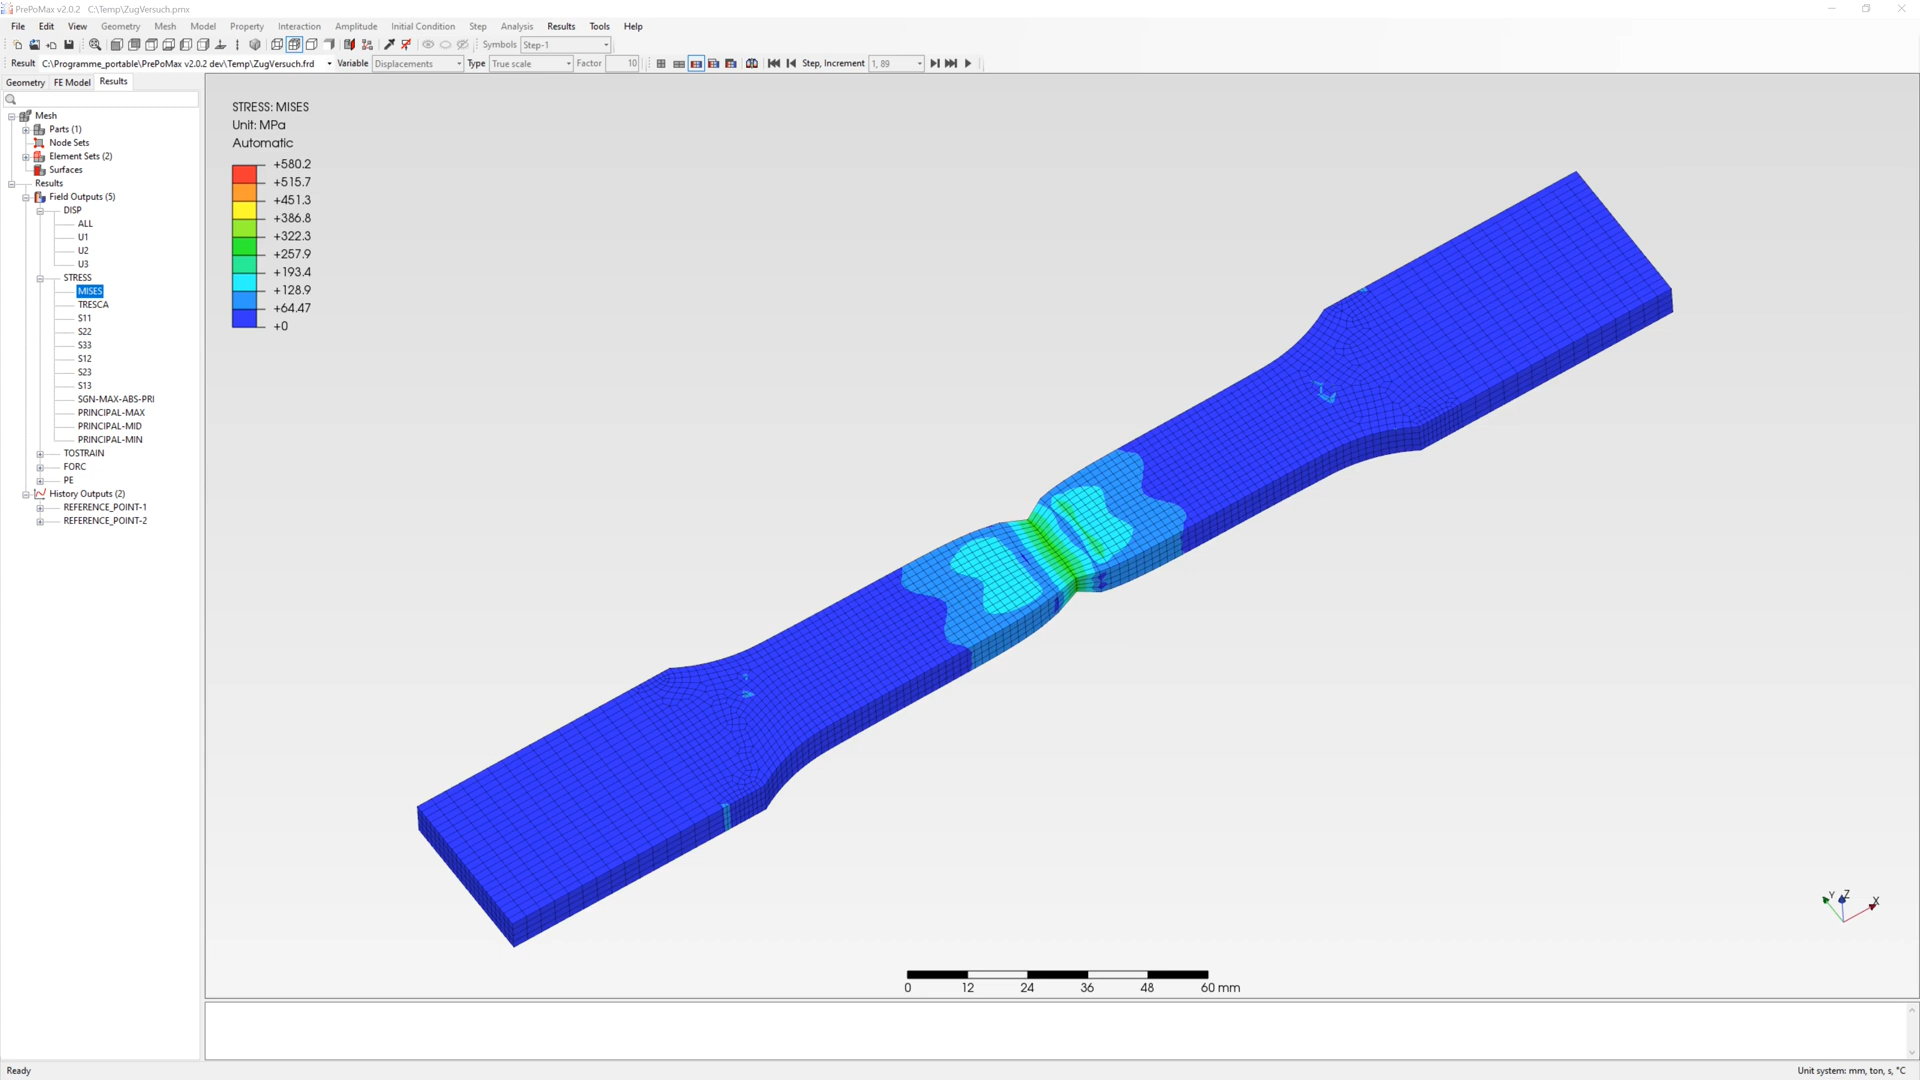 PrePoMax v2.0.2   C:\Temp\ZugVersuch.pmx
File Edit View Geometry Mesh Model Property Interaction Amplitude Initial Condition Step Analysis Results Tools Help
Symbols Step-1
Result C:\Programme_portable\PrePoMax v2.0.2 dev\Temp\ZugVersuch.frd Variable Displacements Type True scale Factor 10 Step, Increment 1, 89
Geometry FE Model Results
Mesh
Parts (1)
Node Sets
Element Sets (2)
Surfaces
Results
Field Outputs (5)
DISP
ALL
U1
U2
U3
STRESS
MISES
TRESCA
S11
S22
S33
S12
S23
S13
SGN-MAX-ABS-PRI
PRINCIPAL-MAX
PRINCIPAL-MID
PRINCIPAL-MIN
TOSTRAIN
FORC
PE
History Outputs (2)
REFERENCE_POINT-1
REFERENCE_POINT-2
STRESS: MISES
Unit: MPa
Automatic
+580.2
+515.7
+451.3
+386.8
+322.3
+257.9
+193.4
+128.9
+64.47
+0
Y Z X
0 12 24 36 48 60 mm
Ready
Unit system: mm, ton, s, °C